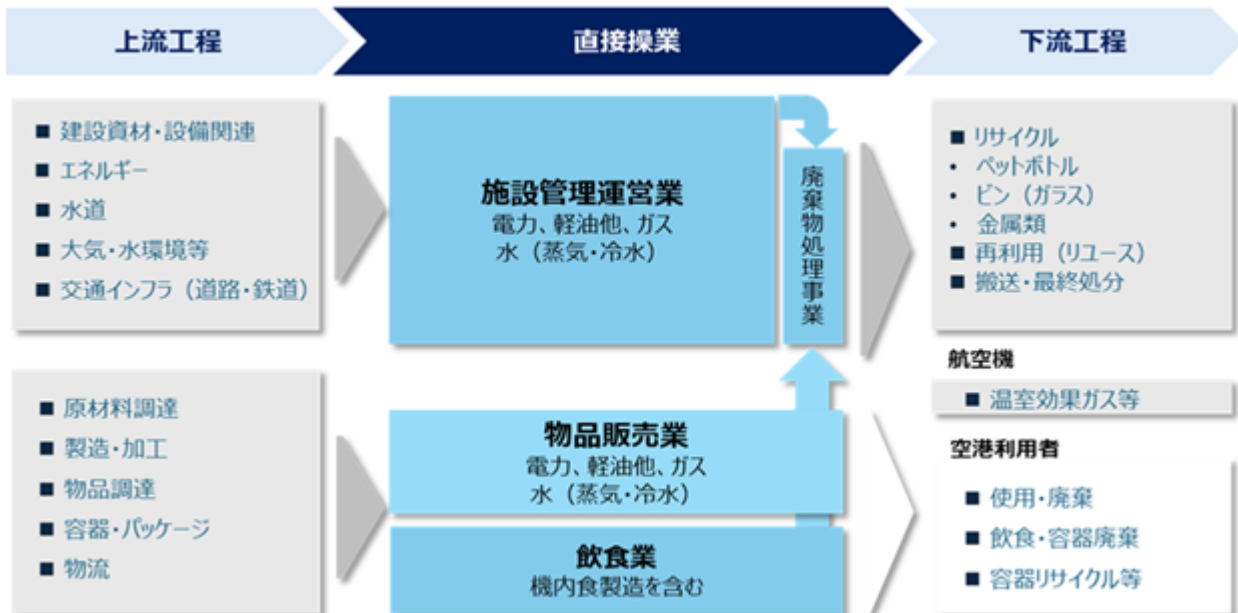 上流工程
直接操業
下流工程
■ 建設資材・設備関連
■ エネルギー
■ 水道
■ 大気・水環境等
■ 交通インフラ（道路・鉄道）
施設管理運営業
電力、軽油他、ガス
水（蒸気・冷水）
廃棄物処理事業
■ リサイクル
• ペットボトル
• ビン（ガラス）
• 金属類
■ 再利用（リユース）
■ 搬送・最終処分
■ 原材料調達
■ 製造・加工
■ 物品調達
■ 容器・パッケージ
■ 物流
物品販売業
電力、軽油他、ガス
水（蒸気・冷水）
飲食業
機内食製造を含む
航空機
■ 温室効果ガス等
空港利用者
■ 使用・廃棄
■ 飲食・容器廃棄
■ 容器リサイクル等